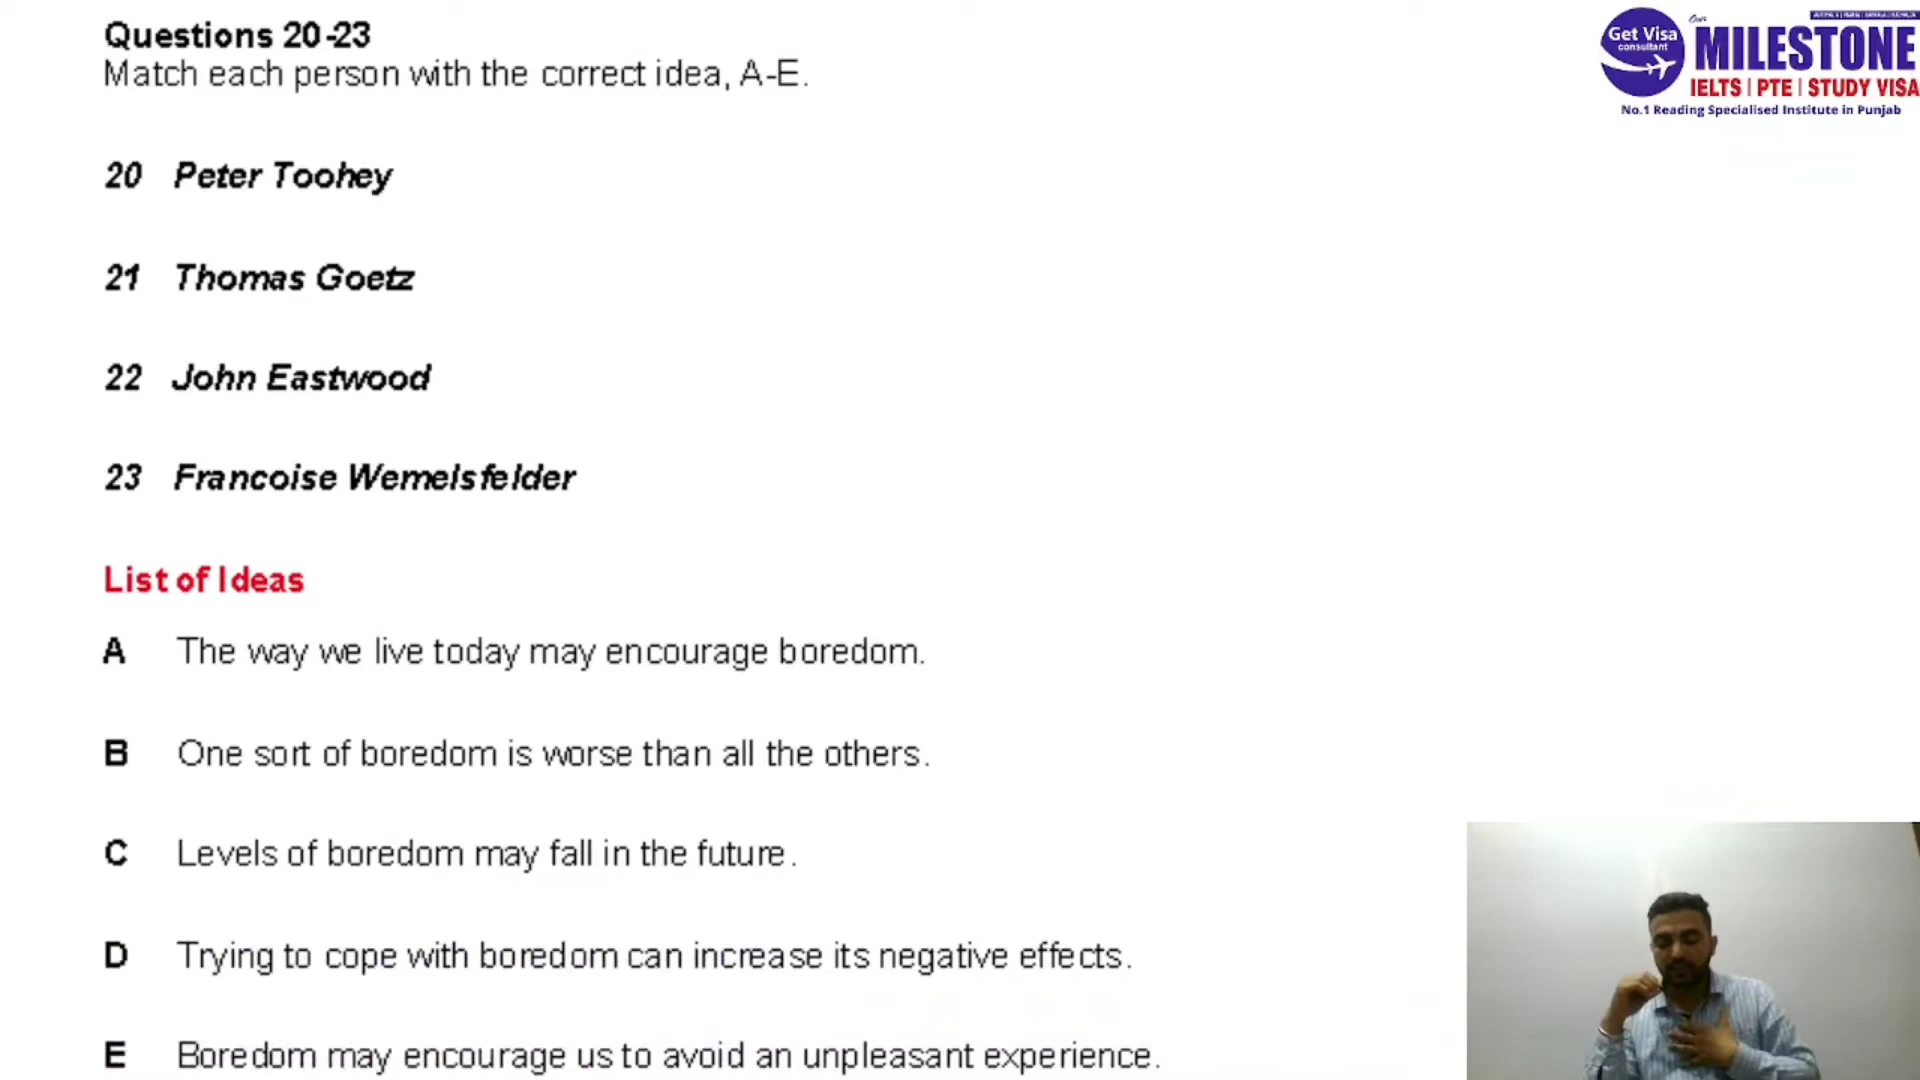 Questions 20-23
Match each person with the correct idea, A-E.
Get Visa
consultant
Our
MILESTONE
IELTS | PTE | STUDY VISA
No.1 Reading Specialised Institute in Punjab
20 Peter Toohey
21 Thomas Goetz
22 John Eastwood
23 Francoise Wemelsfelder
List of Ideas
A The way we live today may encourage boredom.
B One sort of boredom is worse than all the others.
C Levels of boredom may fall in the future.
D Trying to cope with boredom can increase its negative effects.
E Boredom may encourage us to avoid an unpleasant experience.